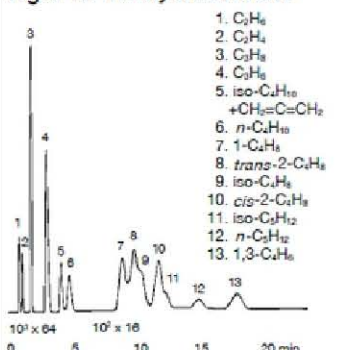 1. C₂H₆
2. C₂H₄
3. C₃H₈
4. C₃H₆
5. iso-C₄H₁₀
+CH₂=C=CH₂
6. n-C₄H₁₀
7. 1-C₄H₈
8. trans-2-C₄H₈
9. iso-C₄H₈
10. cis-2-C₄H₈
11. iso-C₅H₁₂
12. n-C₅H₁₂
13. 1,3-C₄H₆
3
4
1
2
5
6
7
8
9
10
11
12
13
10³ x 64
10² x 16
0 5 10 15 20 min